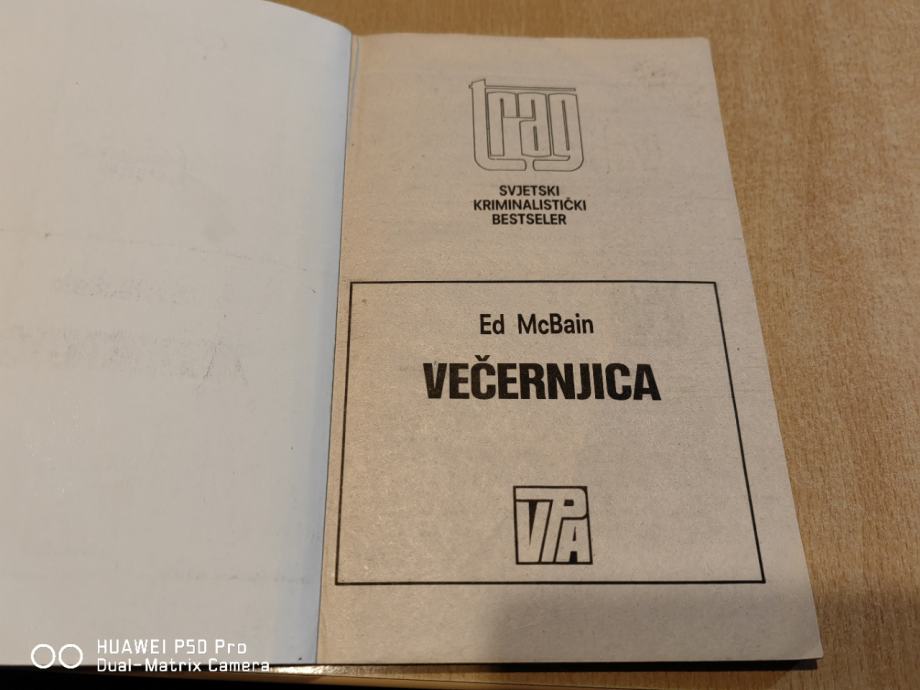 trag
SVJETSKI
KRIMINALISTIČKI
BESTSELER
Ed McBain
VEČERNJICA
VPA
HUAWEI P50 Pro
Dual-Matrix Camera